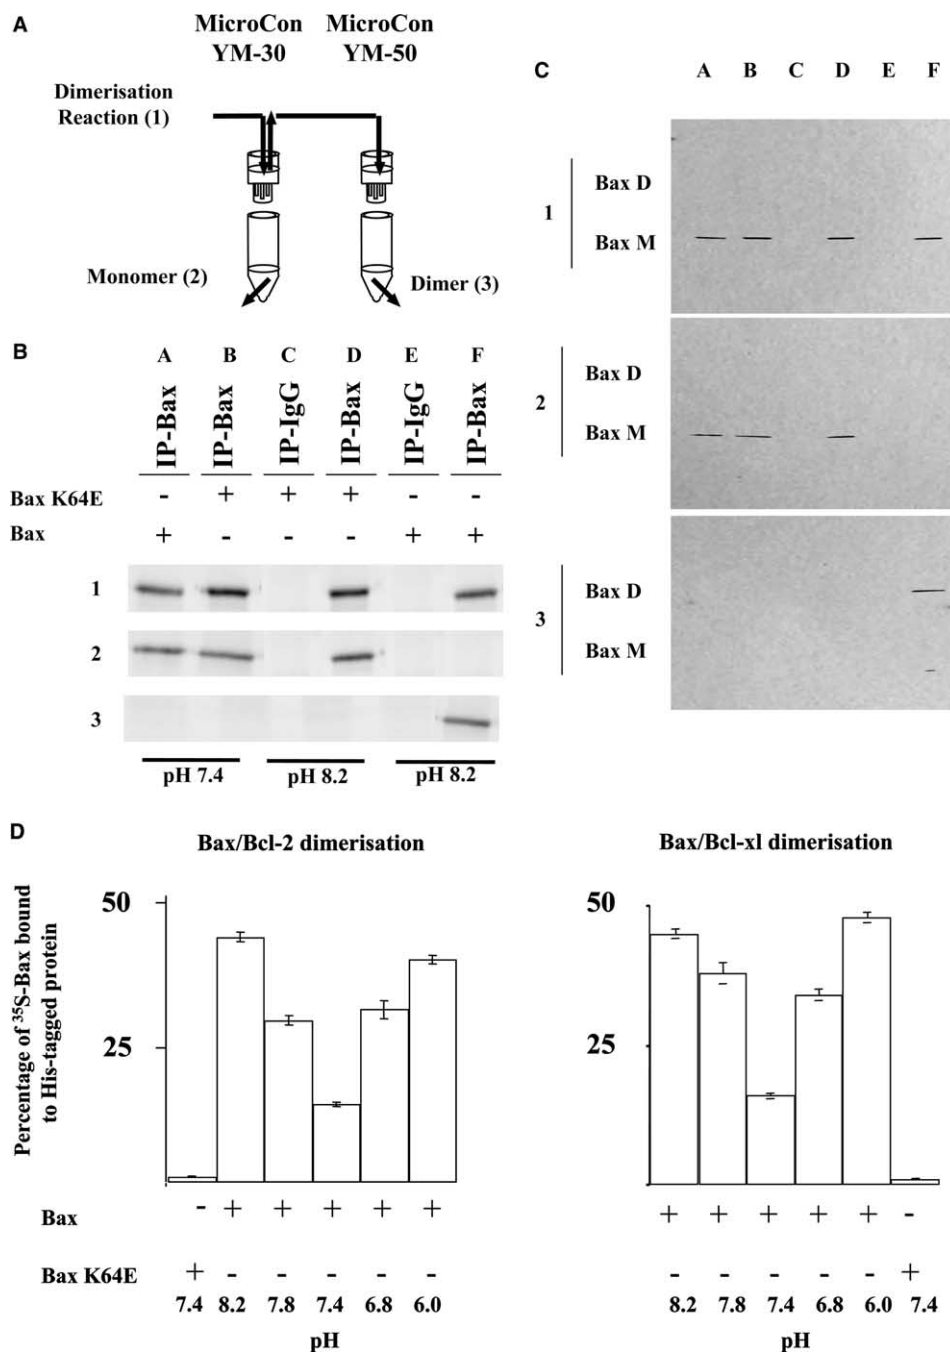 A
MicroCon YM-30
MicroCon YM-50
Dimerisation
Reaction (1)
Monomer (2)
Dimer (3)
B
A B C D E F
IP-Bax IP-Bax IP-IgG IP-Bax IP-IgG IP-Bax
Bax K64E - + + + - -
Bax + - - - + +
1
2
3
pH 7.4 pH 8.2 pH 8.2
C
A B C D E F
1
Bax D
Bax M
2
Bax D
Bax M
3
Bax D
Bax M
D
Bax/Bcl-2 dimerisation
Percentage of ³⁵S-Bax bound
to His-tagged protein
50
25
Bax - + + + + +
Bax K64E + - - - - -
7.4 8.2 7.8 7.4 6.8 6.0
pH
Bax/Bcl-xl dimerisation
50
25
+ + + + + -
- - - - - +
8.2 7.8 7.4 6.8 6.0 7.4
pH